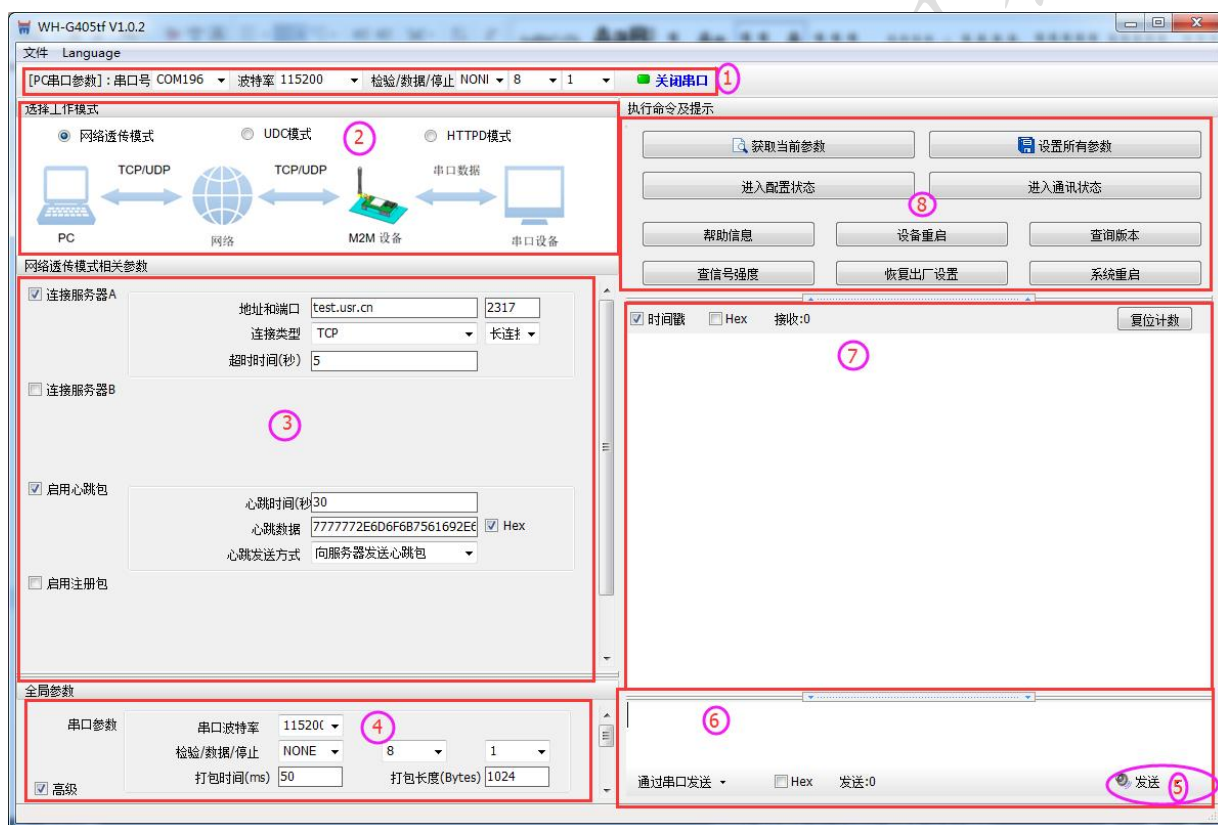 WH-G405tf V1.0.2
文件 Language
[PC串口参数]：串口号 COM196 波特率 115200 检验/数据/停止 NONI 8 1 关闭串口 1
选择工作模式
网络透传模式 UDC模式 2 HTTPD模式
TCP/UDP TCP/UDP 串口数据
PC 网络 M2M 设备 串口设备
网络透传模式相关参数
连接服务器A
地址和端口 test.usr.cn 2317
连接类型 TCP 长连接
超时时间(秒) 5
连接服务器B
3
启用心跳包
心跳时间(秒 30
心跳数据 7777772E6D6F6B7561692E6 Hex
心跳发送方式 向服务器发送心跳包
启用注册包
全局参数
串口参数 串口波特率 11520( 4
检验/数据/停止 NONE 8 1
打包时间(ms) 50 打包长度(Bytes) 1024
高级
执行命令及提示
获取当前参数 设置所有参数
进入配置状态 进入通讯状态
8
帮助信息 设备重启 查询版本
查信号强度 恢复出厂设置 系统重启
时间戳 Hex 接收:0 复位计数
7
6
通过串口发送 Hex 发送:0 发送 5